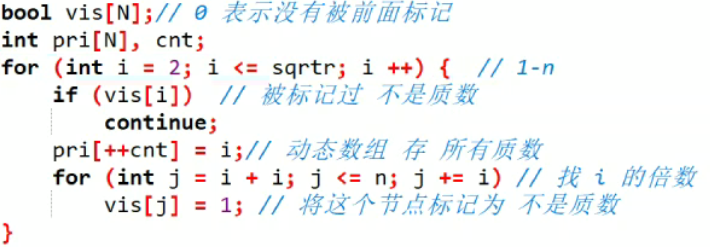 bool vis[N];// 0 表示没有被前面标记
int pri[N], cnt;
for (int i = 2; i <= sqrtr; i ++) { // 1-n
    if (vis[i]) // 被标记过 不是质数
        continue;
    pri[++cnt] = i;// 动态数组 存 所有质数
    for (int j = i + i; j <= n; j += i) // 找 i 的倍数
        vis[j] = 1; // 将这个节点标记为 不是质数
}